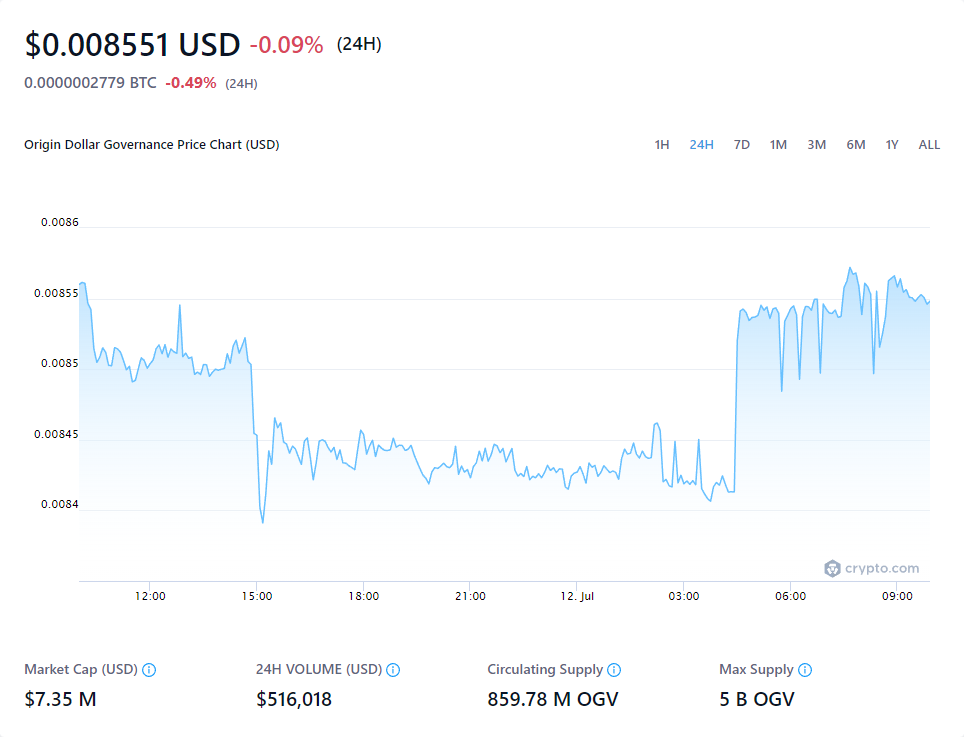 $0.008551 USD -0.09% (24H)
0.0000002779 BTC -0.49% (24H)
Origin Dollar Governance Price Chart (USD) 1H 24H 7D 1M 3M 6M 1Y ALL
0.0086
0.00855
0.0085
0.00845
0.0084
crypto.com
12:00 15:00 18:00 21:00 12. Jul 03:00 06:00 09:00
Market Cap (USD) 24H VOLUME (USD) Circulating Supply Max Supply
$7.35 M $516,018 859.78 M OGV 5 B OGV